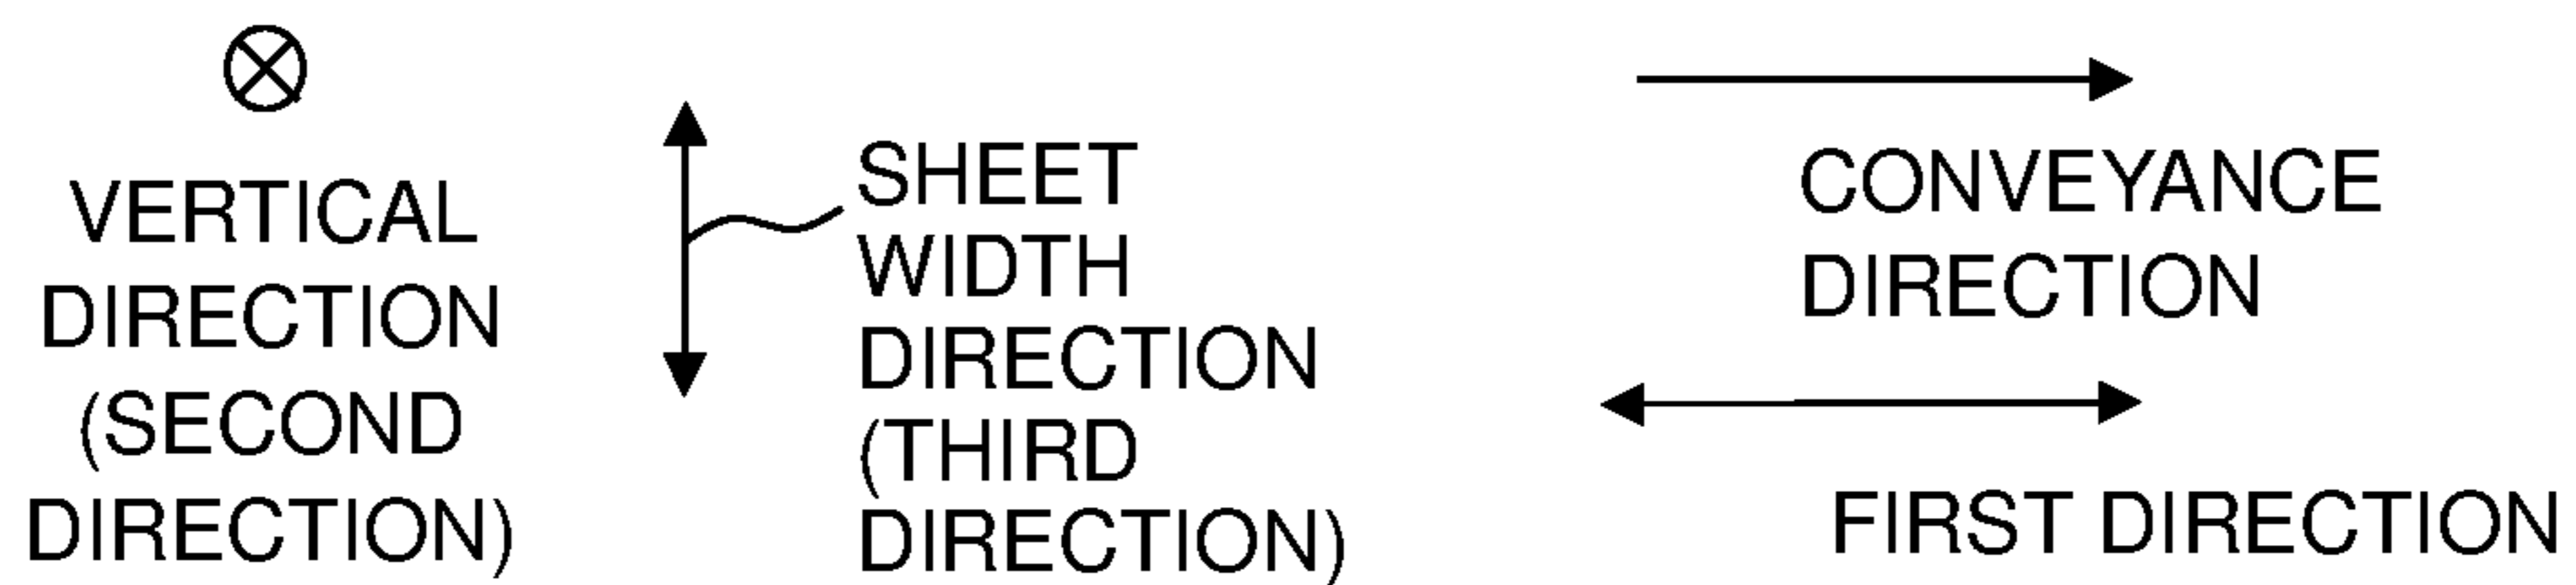 VERTICAL
DIRECTION
(SECOND
DIRECTION)
SHEET
WIDTH
DIRECTION
(THIRD
DIRECTION)
CONVEYANCE
DIRECTION
FIRST DIRECTION